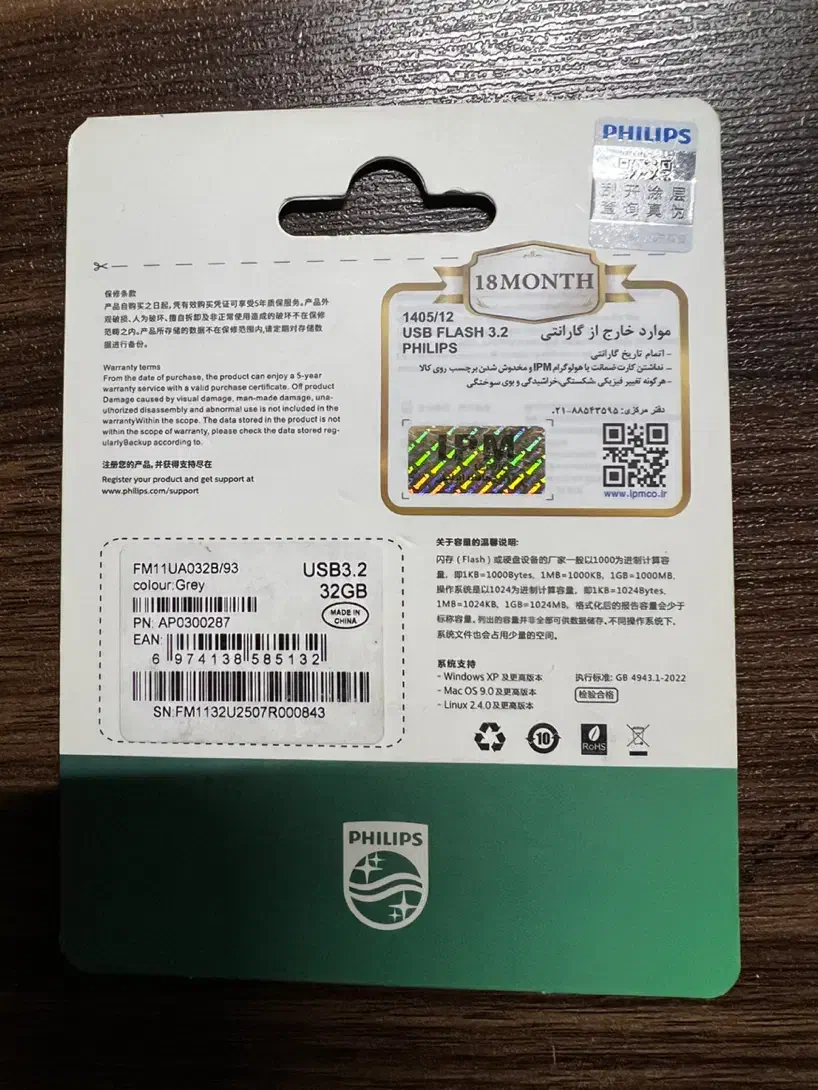 PHILIPS
刮开涂层
查询真伪
保修条款
产品自购买之日起,凭有效购买凭证可享受5年质保服务。产品外
观破损、人为破坏、擅自拆卸及非正常使用造成的破坏不在保修
范畴之内。产品所存储的数据不在保修范围内,请定期对存储数
据进行备份。
Warranty terms
From the date of purchase, the product can enjoy a 5-year
warranty service with a valid purchase certificate. Off product
Damage caused by visual damage, man-made damage, una-
uthorized disassembly and abnormal use is not included in the
warrantyWithin the scope. The data stored in the product is not
within the scope of warranty, please check the data stored reg-
ularlyBackup according to.
注册您的产品,并获得支持尽在
Register your product and get support at
www.philips.com/support
18MONTH
1405/12
USB FLASH 3.2
PHILIPS
موارد خارج از گارانتی
- اتمام تاریخ گارانتی
- نداشتن کارت ضمانت یا هولوگرام IPM و مخدوش شدن برچسب روی کالا
- هرگونه تغییر فیزیکی ،شکستگی،خراشیدگی و بوی سوختگی
دفتر مرکزی: ۸۸۵۴۳۵۹۵-۰۲۱
IPM
www.ipmco.ir
FM11UA032B/93
colour:Grey
USB3.2
32GB
MADE IN
CHINA
PN: AP0300287
EAN:
6 974138 585132
SN:FM1132U2507R000843
关于容量的温馨说明:
闪存(Flash)或硬盘设备的厂家一般以1000为进制计算容
量,即1KB=1000Bytes, 1MB=1000KB, 1GB=1000MB,
操作系统是以1024为进制计算容量,即1KB=1024Bytes,
1MB=1024KB, 1GB=1024MB, 格式化后的报告容量会少于
标称容量,列出的容量并非全部可供数据储存,不同操作系统下,
系统文件也会占用少量的空间。
系统支持
- Windows XP 及更高版本
- Mac OS 9.0 及更高版本
- Linux 2.4.0 及更高版本
执行标准: GB 4943.1-2022
检验合格
10
RoHS
PHILIPS